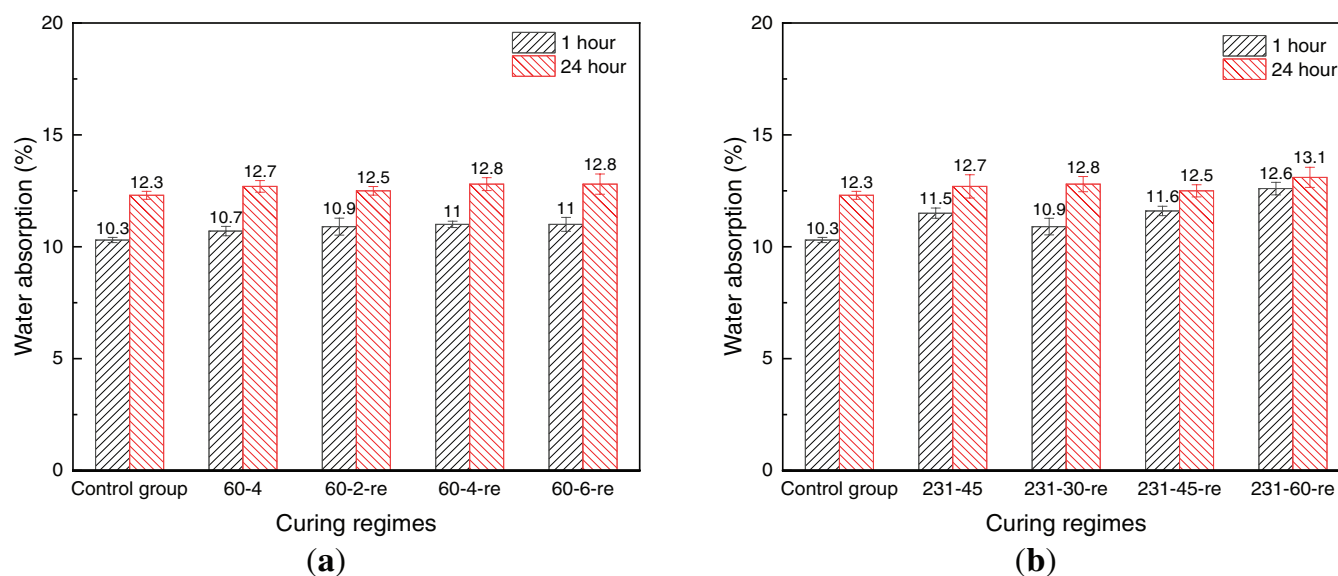 20
15
10
5
0
Water absorption (%)
1 hour
24 hour
10.3
12.3
10.7
12.7
10.9
12.5
11
12.8
11
12.8
Control group 60-4 60-2-re 60-4-re 60-6-re
Curing regimes
(a)
20
15
10
5
0
Water absorption (%)
1 hour
24 hour
10.3
12.3
11.5
12.7
10.9
12.8
11.6
12.5
12.6
13.1
Control group 231-45 231-30-re 231-45-re 231-60-re
Curing regimes
(b)